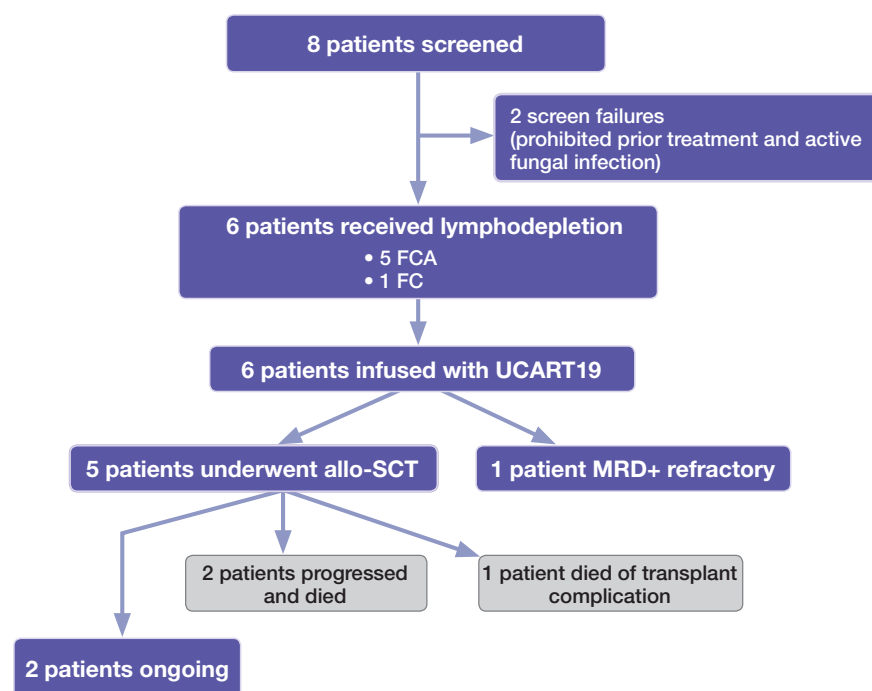 8 patients screened
2 screen failures
(prohibited prior treatment and active
fungal infection)
6 patients received lymphodepletion
• 5 FCA
• 1 FC
6 patients infused with UCART19
5 patients underwent allo-SCT
1 patient MRD+ refractory
2 patients progressed
and died
1 patient died of transplant
complication
2 patients ongoing